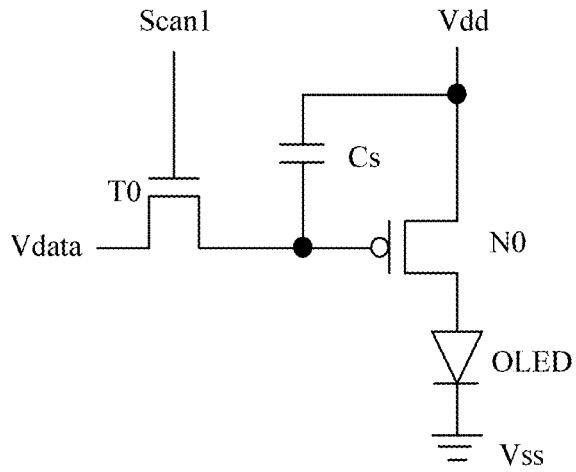 Scan1
Vdd
Cs
T0
Vdata
N0
OLED
Vss